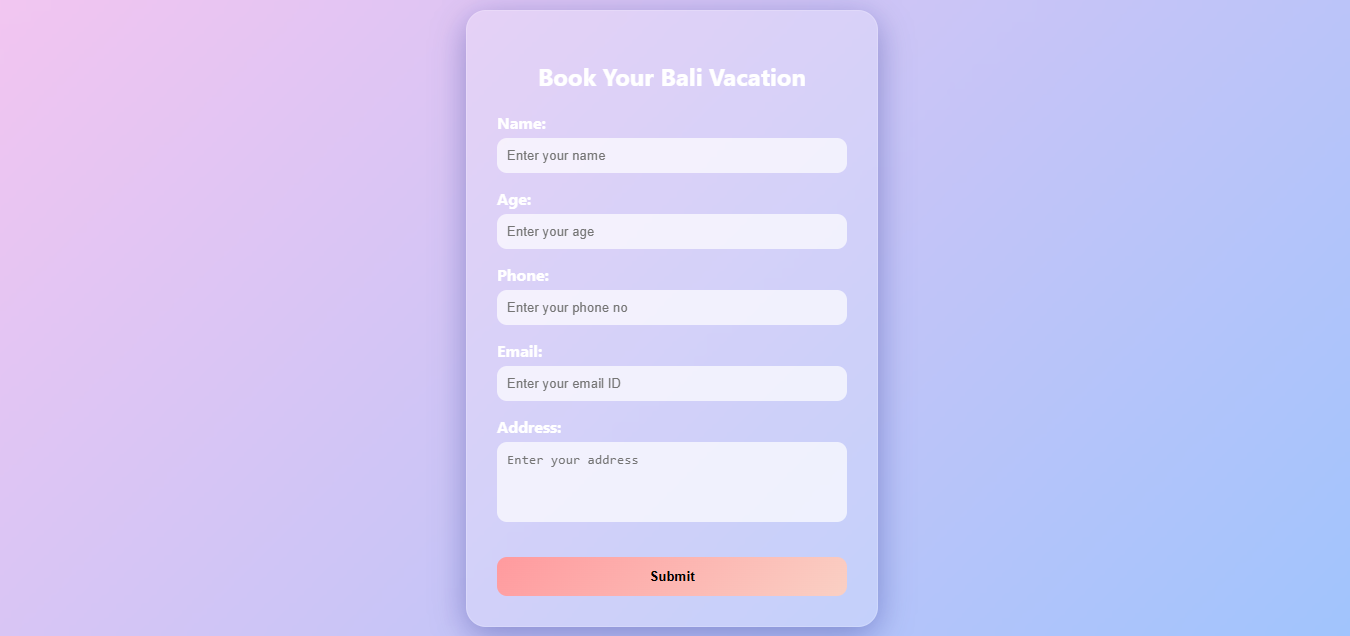 Book Your Bali Vacation
Name:
Enter your name
Age:
Enter your age
Phone:
Enter your phone no
Email:
Enter your email ID
Address:
Enter your address
Submit